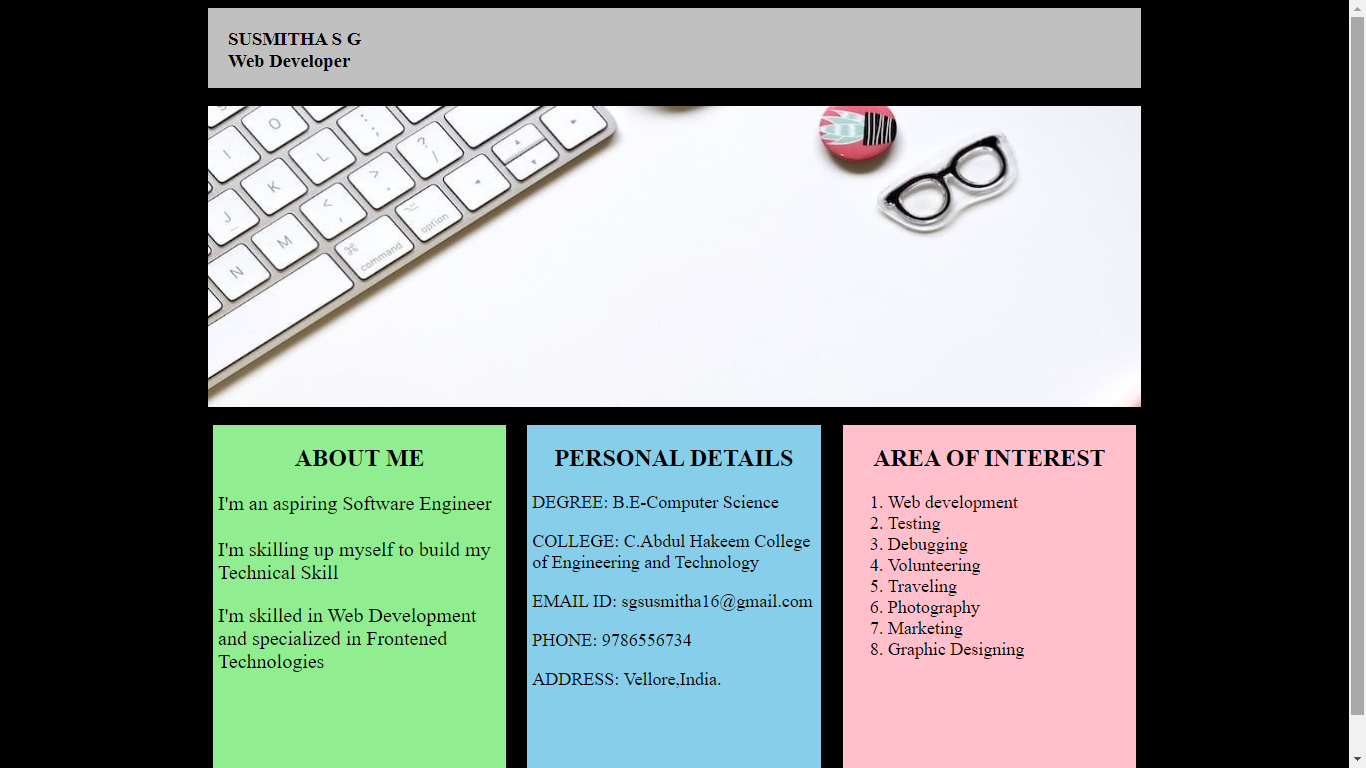 SUSMITHA S G
Web Developer
O
I
L
K
J
M
N
:
;
?
/
>
.
<
,
command
option
ABOUT ME
I'm an aspiring Software Engineer
I'm skilling up myself to build my
Technical Skill
I'm skilled in Web Development
and specialized in Frontened
Technologies
PERSONAL DETAILS
DEGREE: B.E-Computer Science
COLLEGE: C.Abdul Hakeem College
of Engineering and Technology
EMAIL ID: sgsusmitha16@gmail.com
PHONE: 9786556734
ADDRESS: Vellore,India.
AREA OF INTEREST
1. Web development
2. Testing
3. Debugging
4. Volunteering
5. Traveling
6. Photography
7. Marketing
8. Graphic Designing